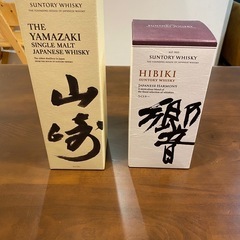 SUNTORY WHISKY
THE
YAMAZAKI
SINGLE MALT
JAPANESE WHISKY
山崎
SUNTORY WHISKY
HIBIKI
SUNTORY WHISKY
JAPANESE HARMONY
響